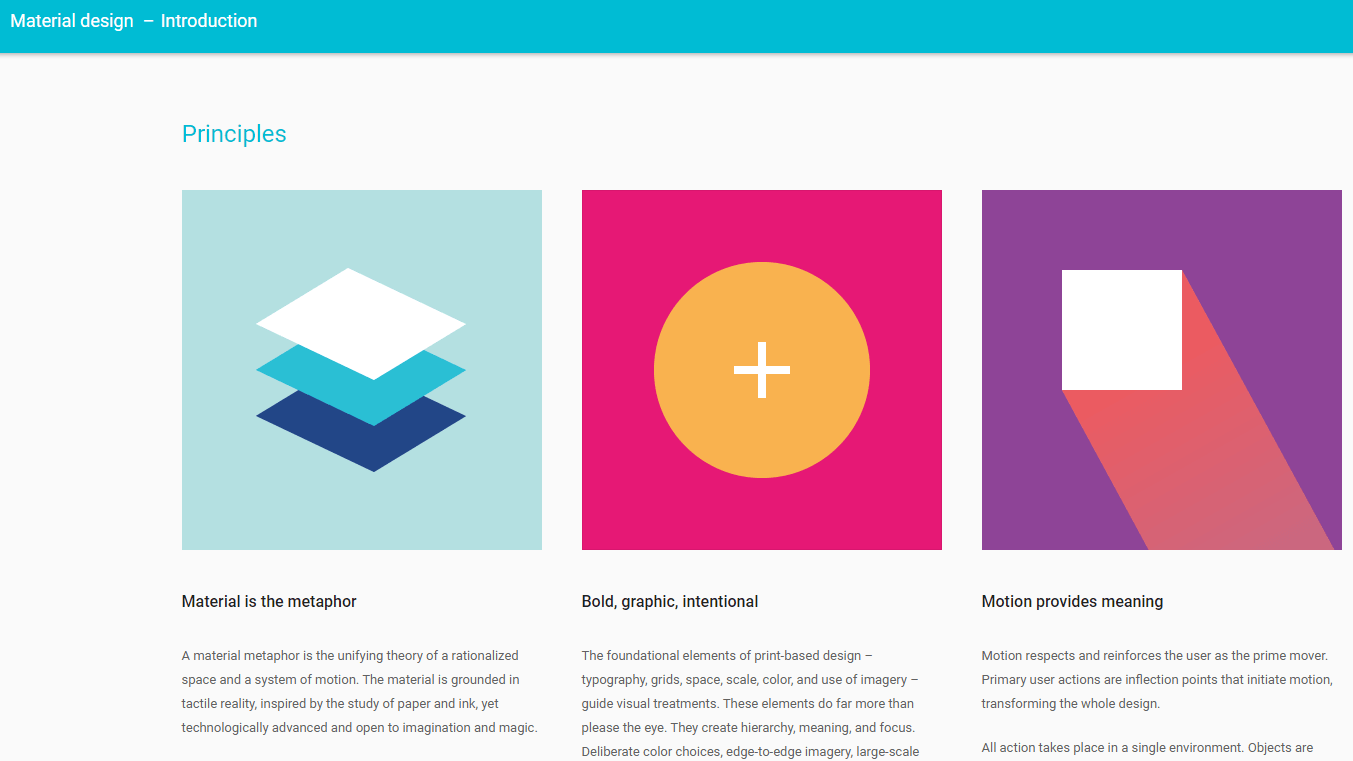 Material design – Introduction
Principles
Material is the metaphor
A material metaphor is the unifying theory of a rationalized
space and a system of motion. The material is grounded in
tactile reality, inspired by the study of paper and ink, yet
technologically advanced and open to imagination and magic.
Bold, graphic, intentional
The foundational elements of print-based design –
typography, grids, space, scale, color, and use of imagery –
guide visual treatments. These elements do far more than
please the eye. They create hierarchy, meaning, and focus.
Deliberate color choices, edge-to-edge imagery, large-scale
Motion provides meaning
Motion respects and reinforces the user as the prime mover.
Primary user actions are inflection points that initiate motion,
transforming the whole design.
All action takes place in a single environment. Objects are